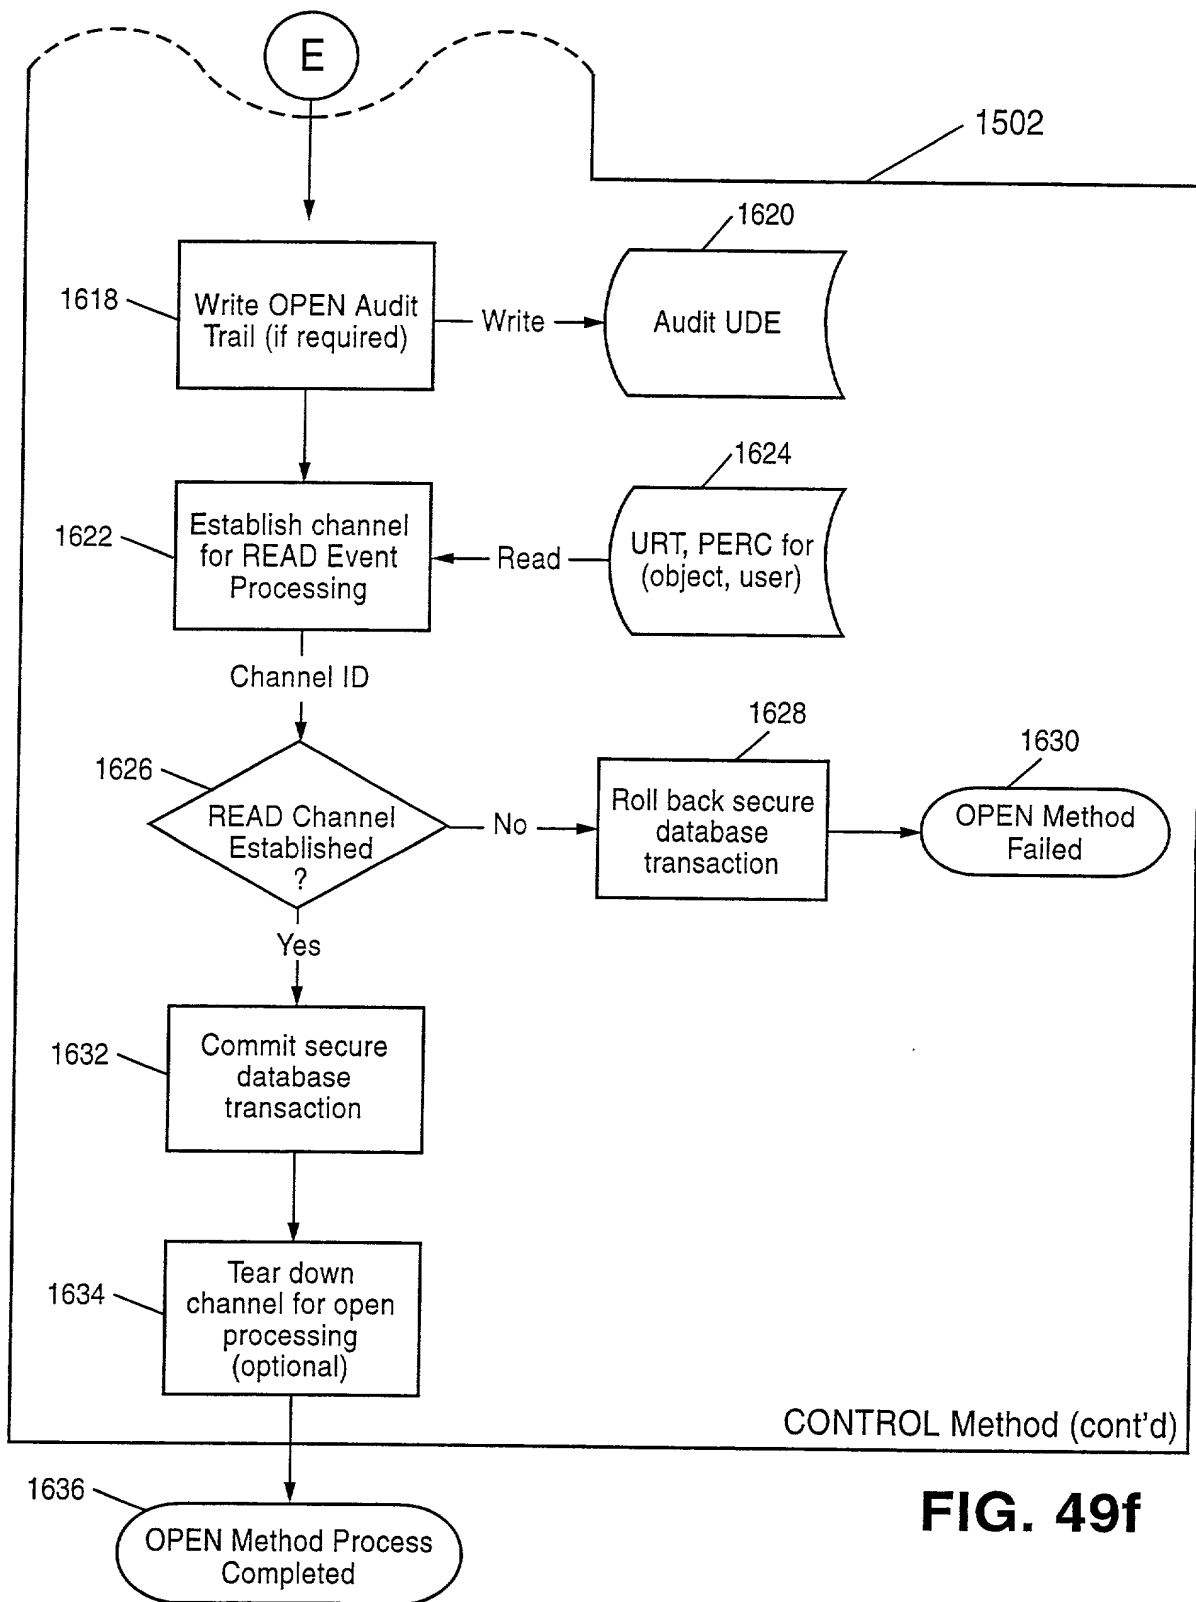 E
1502
1620
1618
Write OPEN Audit
Trail (if required)
Write
Audit UDE
1624
1622
Establish channel
for READ Event
Processing
Read
URT, PERC for
(object, user)
Channel ID
1628
1630
1626
READ Channel
Established
?
No
Roll back secure
database
transaction
OPEN Method
Failed
Yes
1632
Commit secure
database
transaction
1634
Tear down
channel for open
processing
(optional)
CONTROL Method (cont'd)
1636
OPEN Method Process
Completed
FIG. 49f